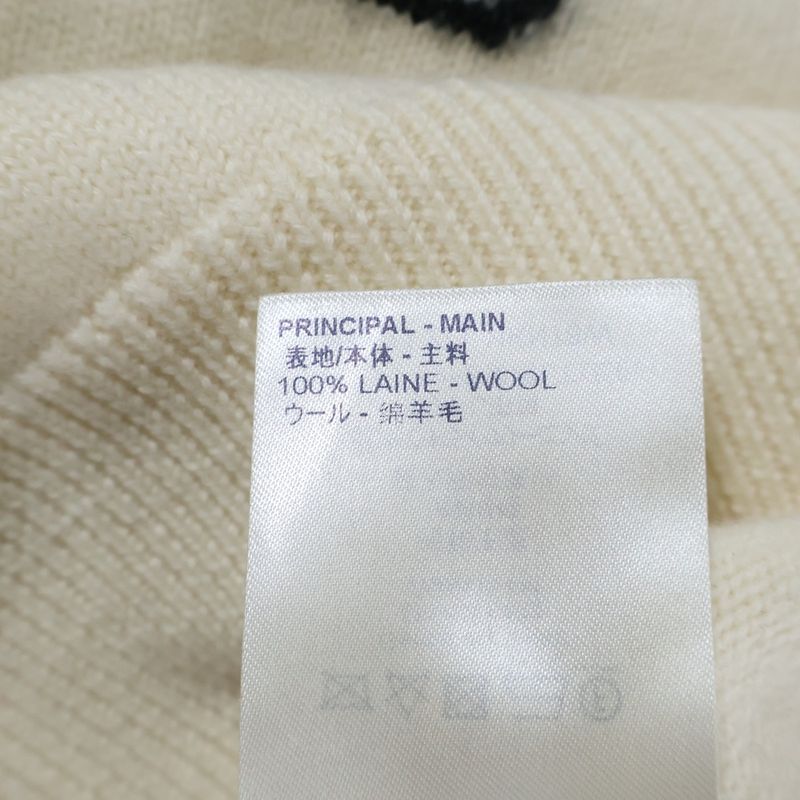 PRINCIPAL - MAIN
表地/本体 - 主料
100% LAINE - WOOL
ウール - 绵羊毛